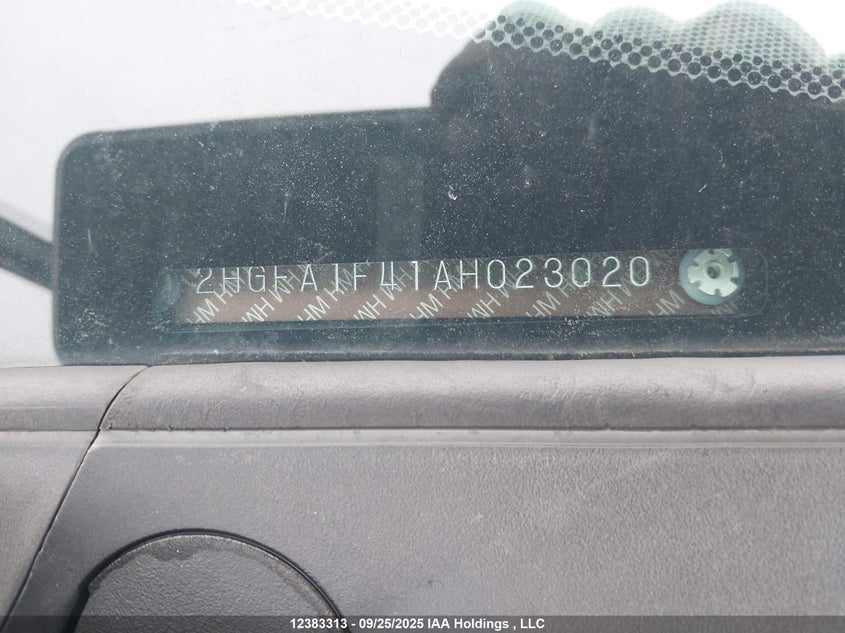 2HGFA1F41AH023020
12383313 - 09/25/2025 IAA Holdings , LLC